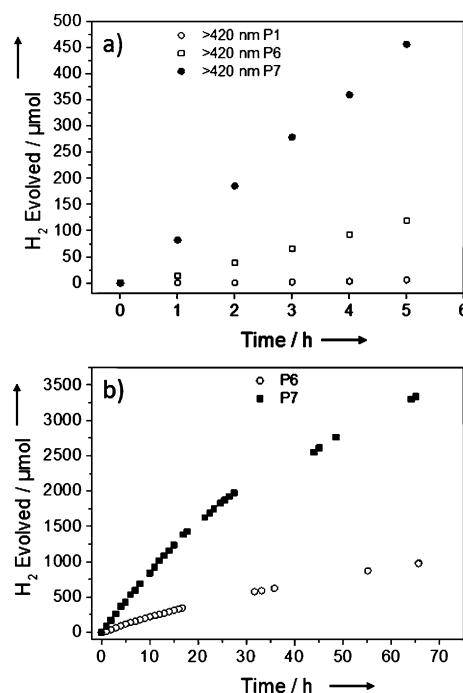 a)
>420 nm P1
>420 nm P6
>420 nm P7
H₂ Evolved / µmol
500
450
400
350
300
250
200
150
100
50
0
0 1 2 3 4 5 6
Time / h
b)
P6
P7
H₂ Evolved / µmol
3500
3000
2500
2000
1500
1000
500
0
0 10 20 30 40 50 60 70
Time / h